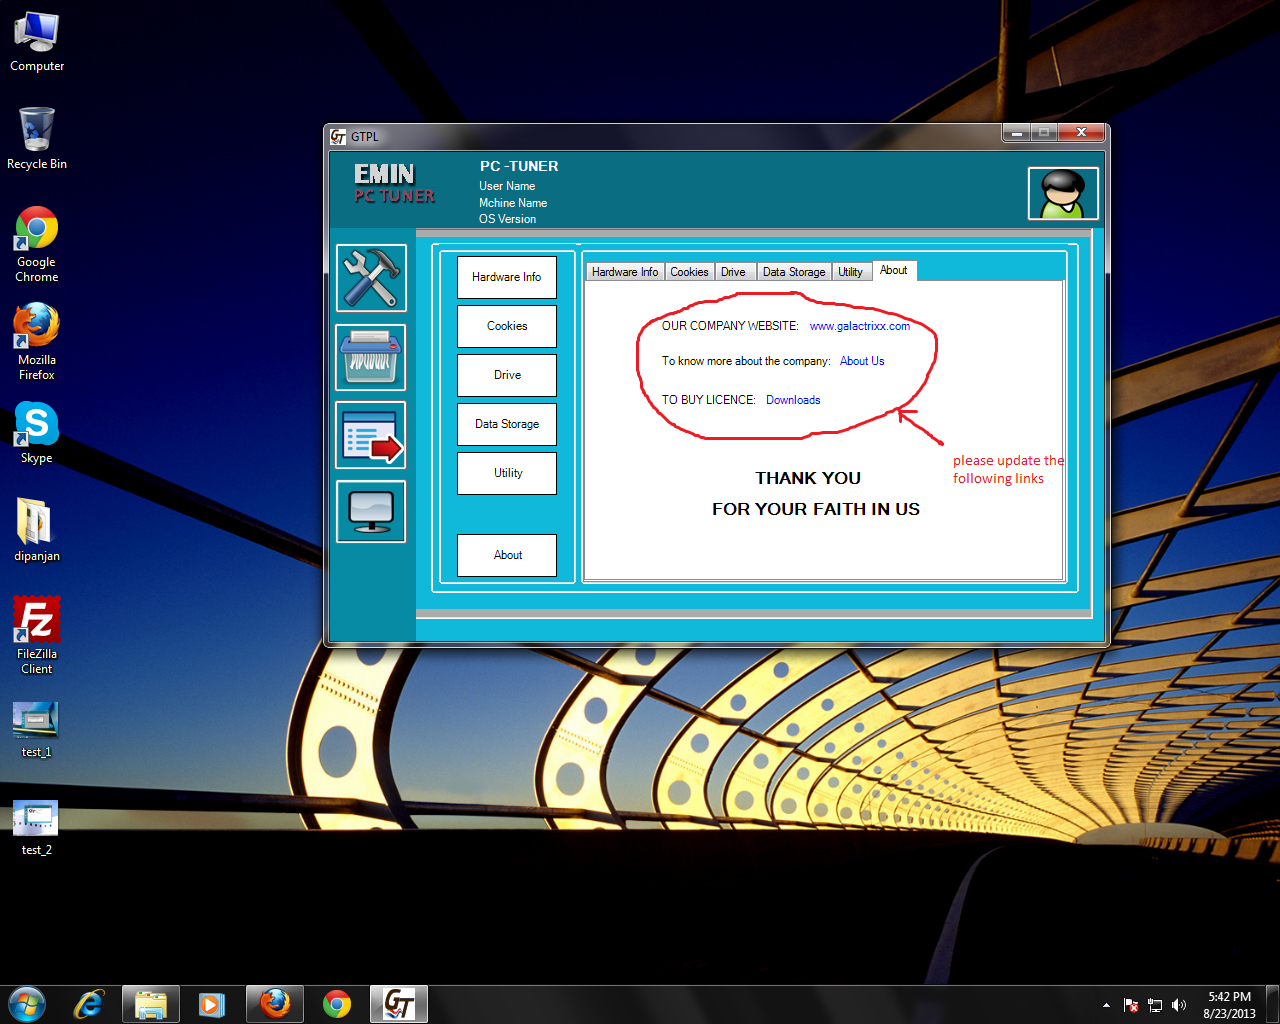 Computer
Recycle Bin
Google
Chrome
Mozilla
Firefox
Skype
dipanjan
FileZilla
Client
test_1
test_2
GT GTPL
EMIN
PC TUNER
PC -TUNER
User Name
Mchine Name
OS Version
Hardware Info
Cookies
Drive
Data Storage
Utility
About
Hardware Info Cookies Drive Data Storage Utility About
OUR COMPANY WEBSITE: www.galactrixx.com
To know more about the company: About Us
TO BUY LICENCE: Downloads
please update the
following links
THANK YOU
FOR YOUR FAITH IN US
GT
5:42 PM
8/23/2013